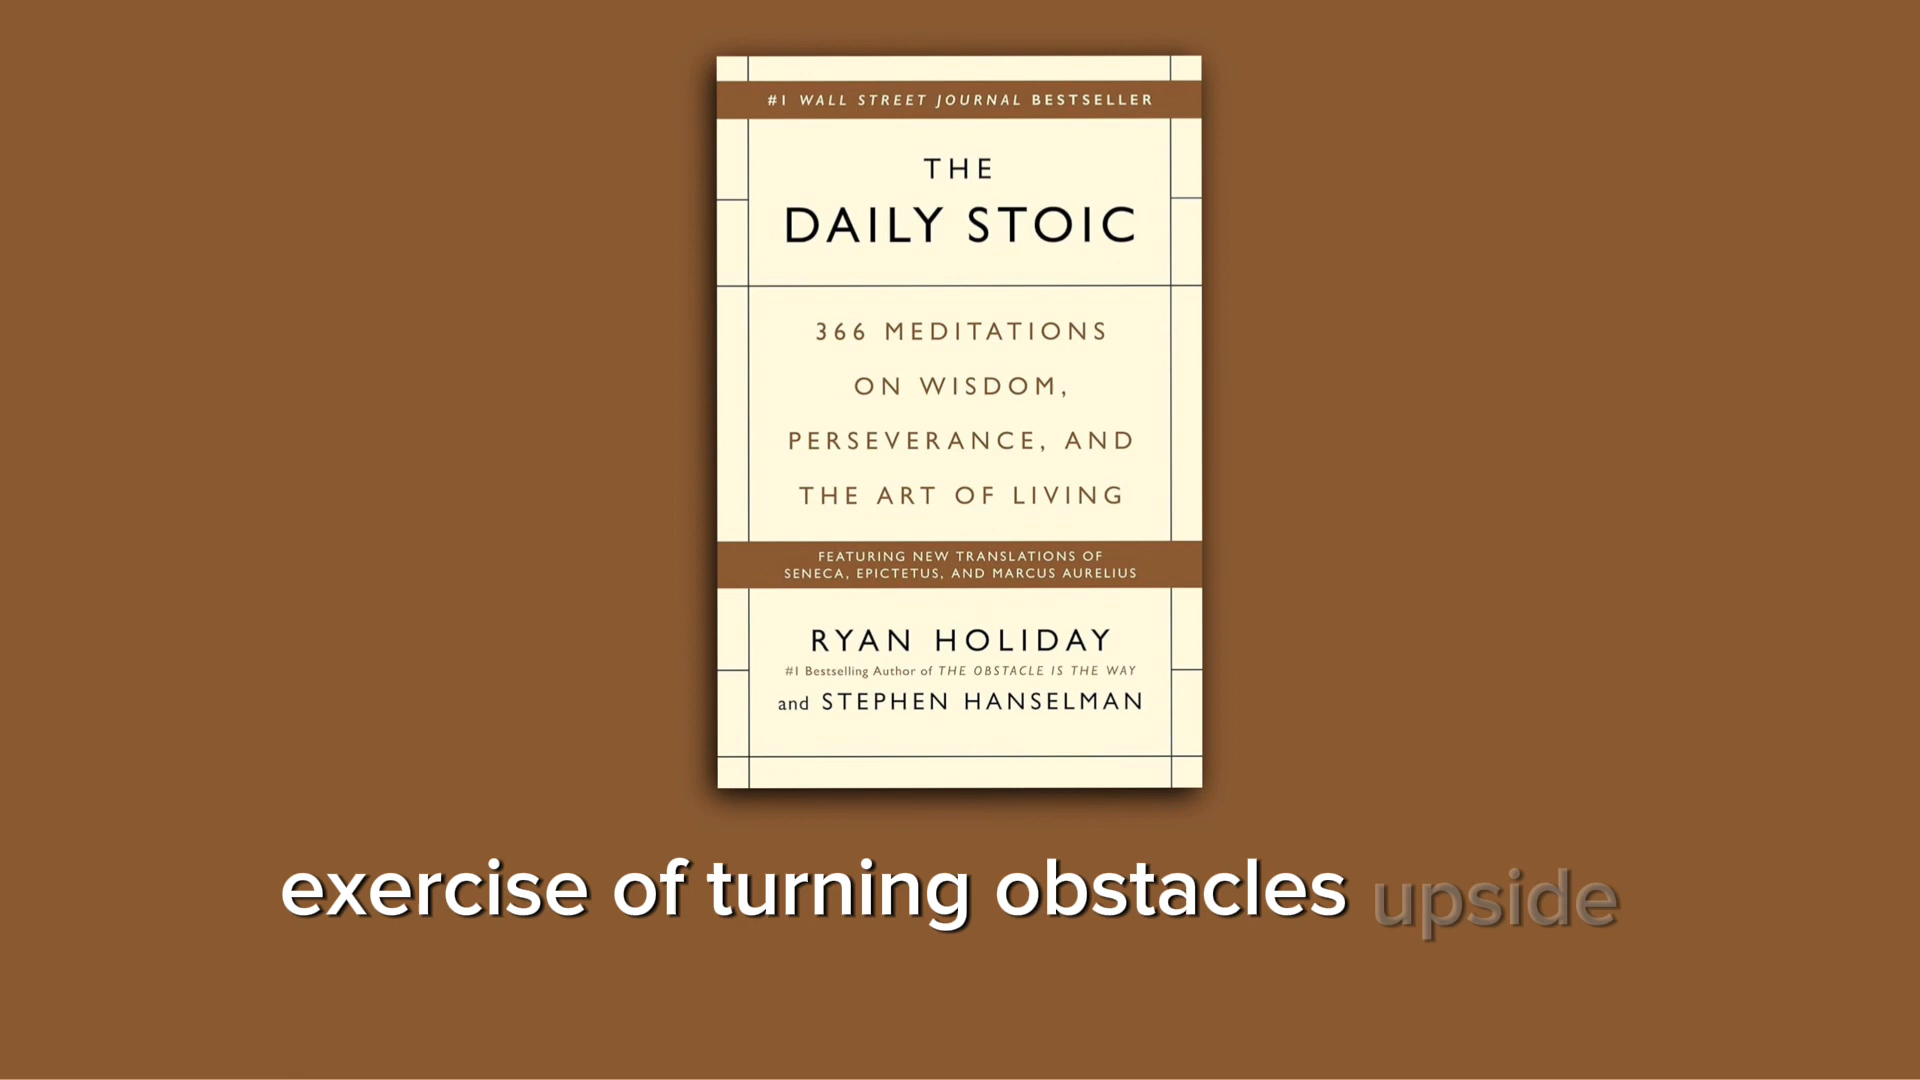 #1 WALL STREET JOURNAL BESTSELLER
THE
DAILY STOIC
366 MEDITATIONS
ON WISDOM,
PERSEVERANCE, AND
THE ART OF LIVING
FEATURING NEW TRANSLATIONS OF
SENECA, EPICTETUS, AND MARCUS AURELIUS
RYAN HOLIDAY
#1 Bestselling Author of THE OBSTACLE IS THE WAY
and STEPHEN HANSELMAN
exercise of turning obstacles upside